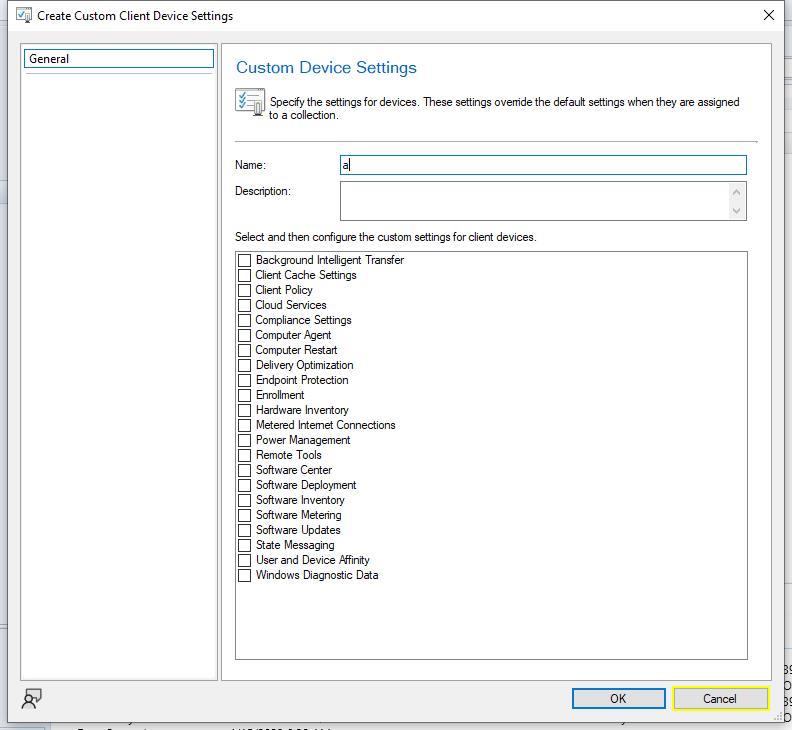 Create Custom Client Device Settings
General
Custom Device Settings
Specify the settings for devices. These settings override the default settings when they are assigned
to a collection.
Name:
a
Description:
Select and then configure the custom settings for client devices.
Background Intelligent Transfer
Client Cache Settings
Client Policy
Cloud Services
Compliance Settings
Computer Agent
Computer Restart
Delivery Optimization
Endpoint Protection
Enrollment
Hardware Inventory
Metered Internet Connections
Power Management
Remote Tools
Software Center
Software Deployment
Software Inventory
Software Metering
Software Updates
State Messaging
User and Device Affinity
Windows Diagnostic Data
OK
Cancel